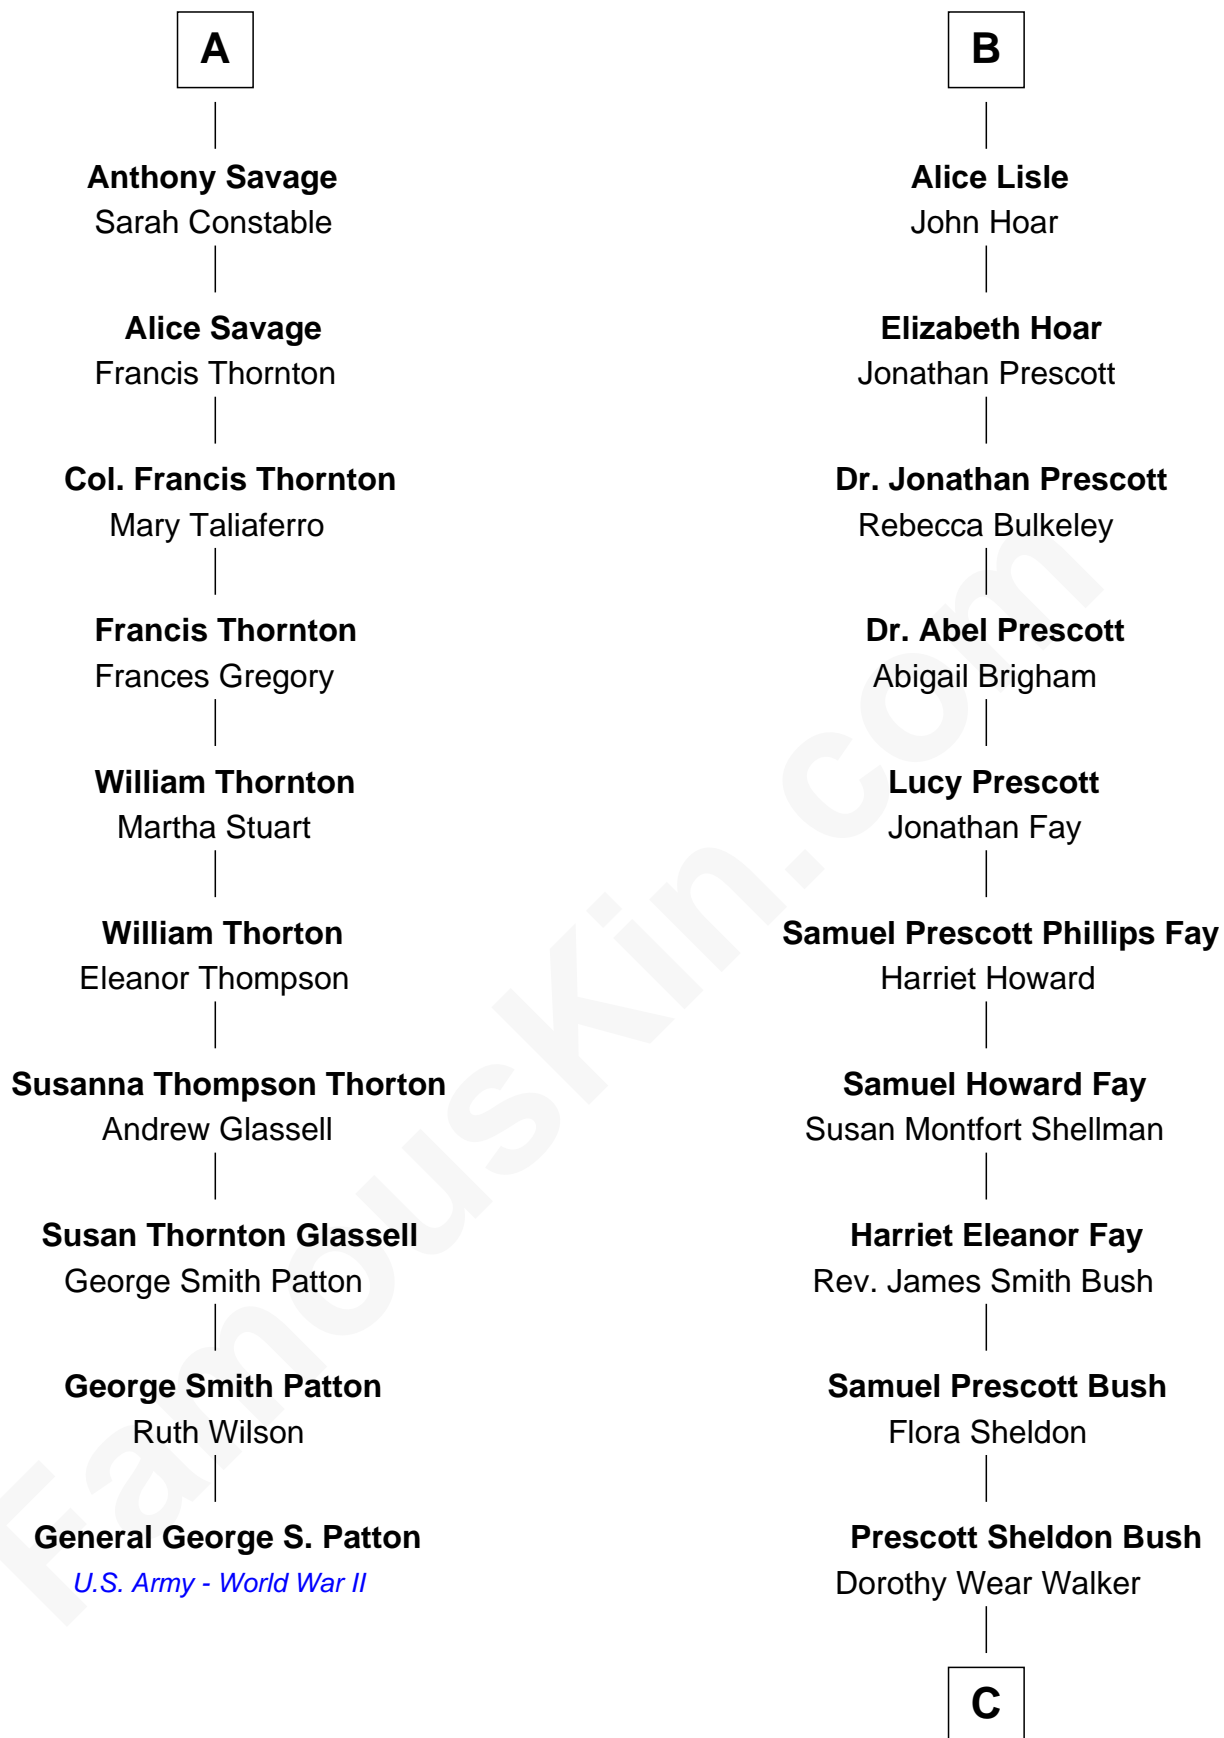 A
Anthony Savage
Sarah Constable
Alice Savage
Francis Thornton
Col. Francis Thornton
Mary Taliaferro
Francis Thornton
Frances Gregory
William Thornton
Martha Stuart
William Thorton
Eleanor Thompson
Susanna Thompson Thorton
Andrew Glassell
Susan Thornton Glassell
George Smith Patton
George Smith Patton
Ruth Wilson
General George S. Patton
U.S. Army - World War II
B
Alice Lisle
John Hoar
Elizabeth Hoar
Jonathan Prescott
Dr. Jonathan Prescott
Rebecca Bulkeley
Dr. Abel Prescott
Abigail Brigham
Lucy Prescott
Jonathan Fay
Samuel Prescott Phillips Fay
Harriet Howard
Samuel Howard Fay
Susan Montfort Shellman
Harriet Eleanor Fay
Rev. James Smith Bush
Samuel Prescott Bush
Flora Sheldon
Prescott Sheldon Bush
Dorothy Wear Walker
C
FamousKin.com